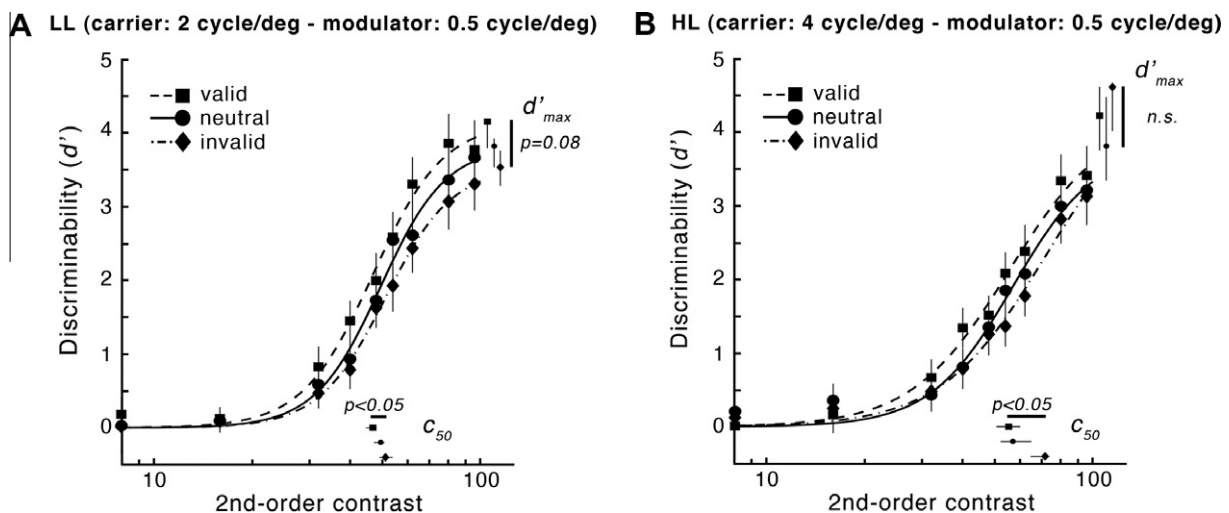 A LL (carrier: 2 cycle/deg - modulator: 0.5 cycle/deg)
5
4
3
2
1
0
Discriminability (d')
valid
neutral
invalid
d'max
p=0.08
p<0.05
c50
10
100
2nd-order contrast
B HL (carrier: 4 cycle/deg - modulator: 0.5 cycle/deg)
5
4
3
2
1
0
Discriminability (d')
valid
neutral
invalid
d'max
n.s.
p<0.05
c50
10
100
2nd-order contrast